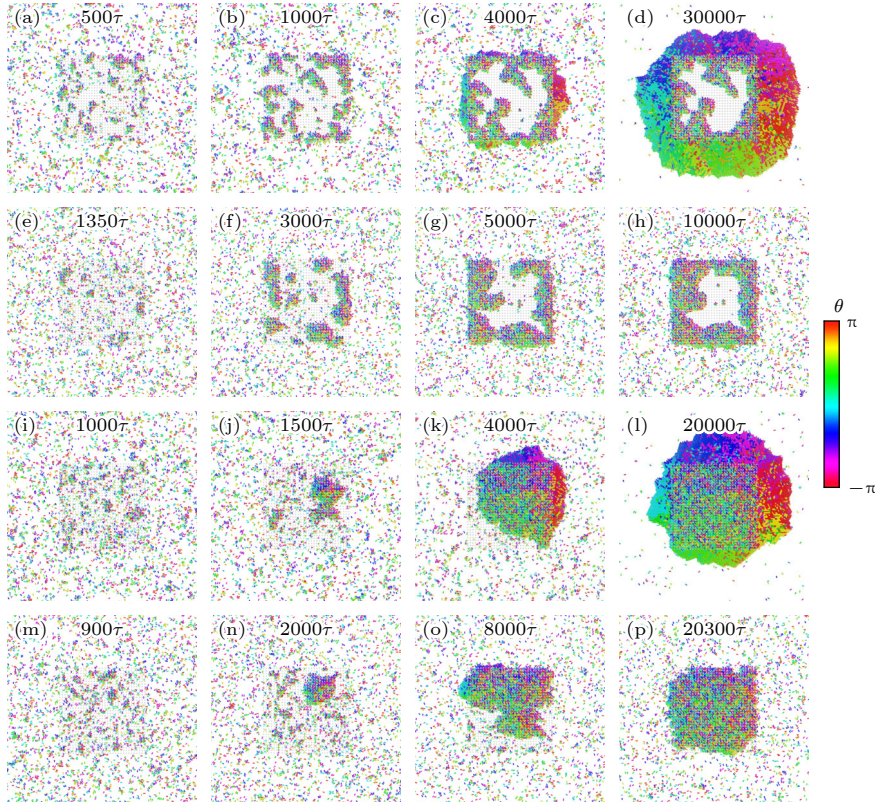 (a) 500τ (b) 1000τ (c) 4000τ (d) 30000τ
(e) 1350τ (f) 3000τ (g) 5000τ (h) 10000τ
θ
π
(i) 1000τ (j) 1500τ (k) 4000τ (l) 20000τ
−π
(m) 900τ (n) 2000τ (o) 8000τ (p) 20300τ